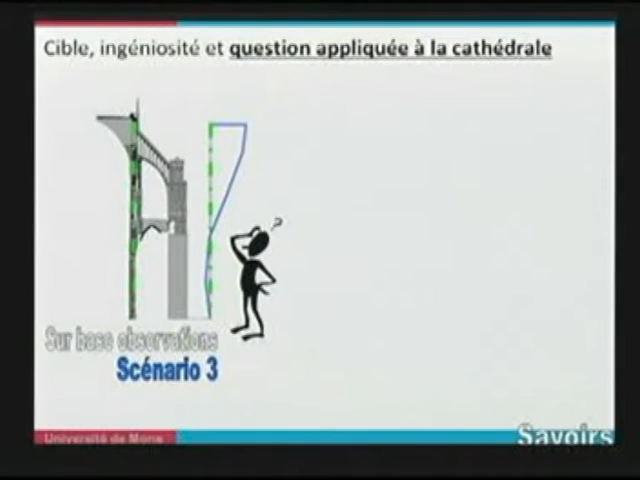 Cible, ingéniosité et question appliquée à la cathédrale
?
Sur base observations
Scénario 3
Université de Mons
Savoirs